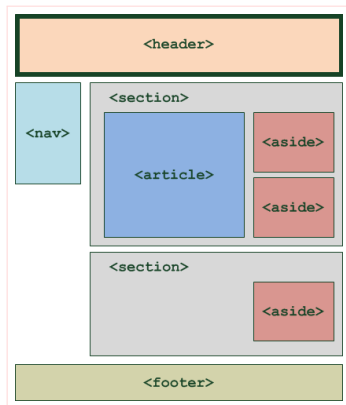 <header>
<nav>
<section>
<article>
<aside>
<aside>
<section>
<aside>
<footer>